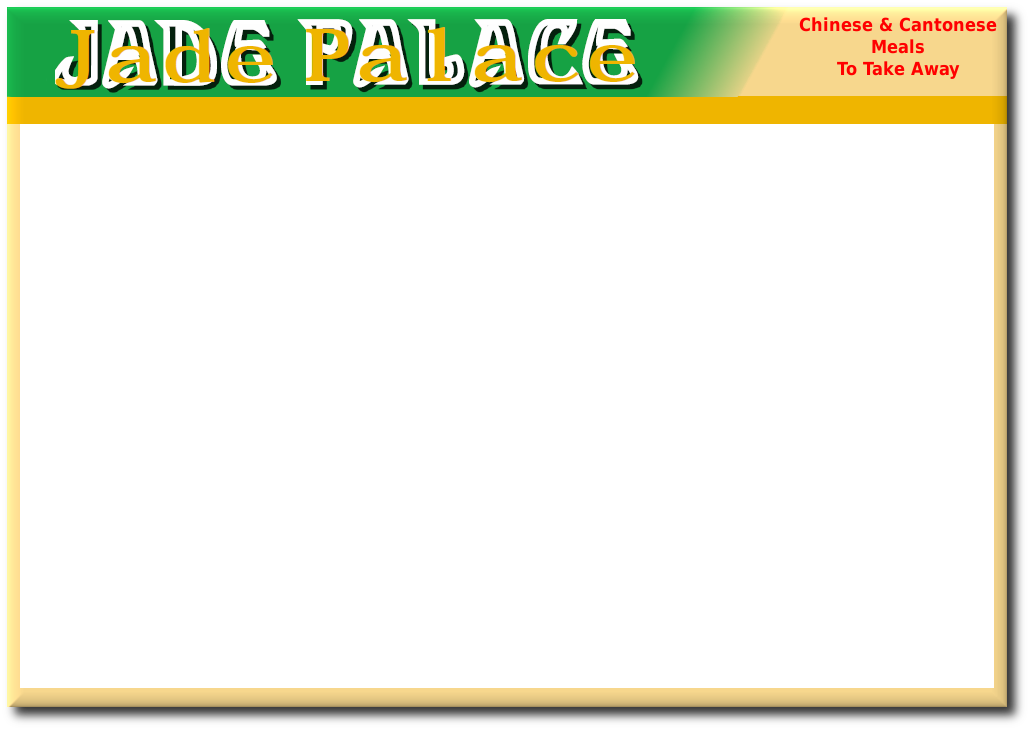 JADE PALACE
Jade Palace
Chinese & Cantonese
Meals
To Take Away